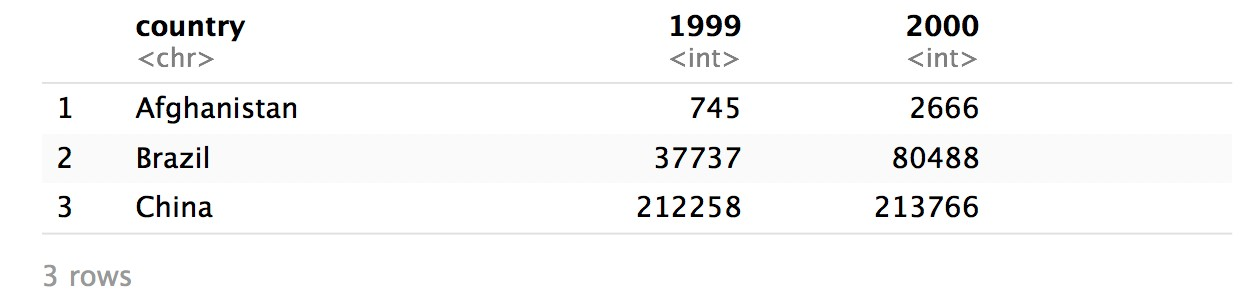 country 1999 2000
<chr> <int> <int>
1 Afghanistan 745 2666
2 Brazil 37737 80488
3 China 212258 213766
3 rows